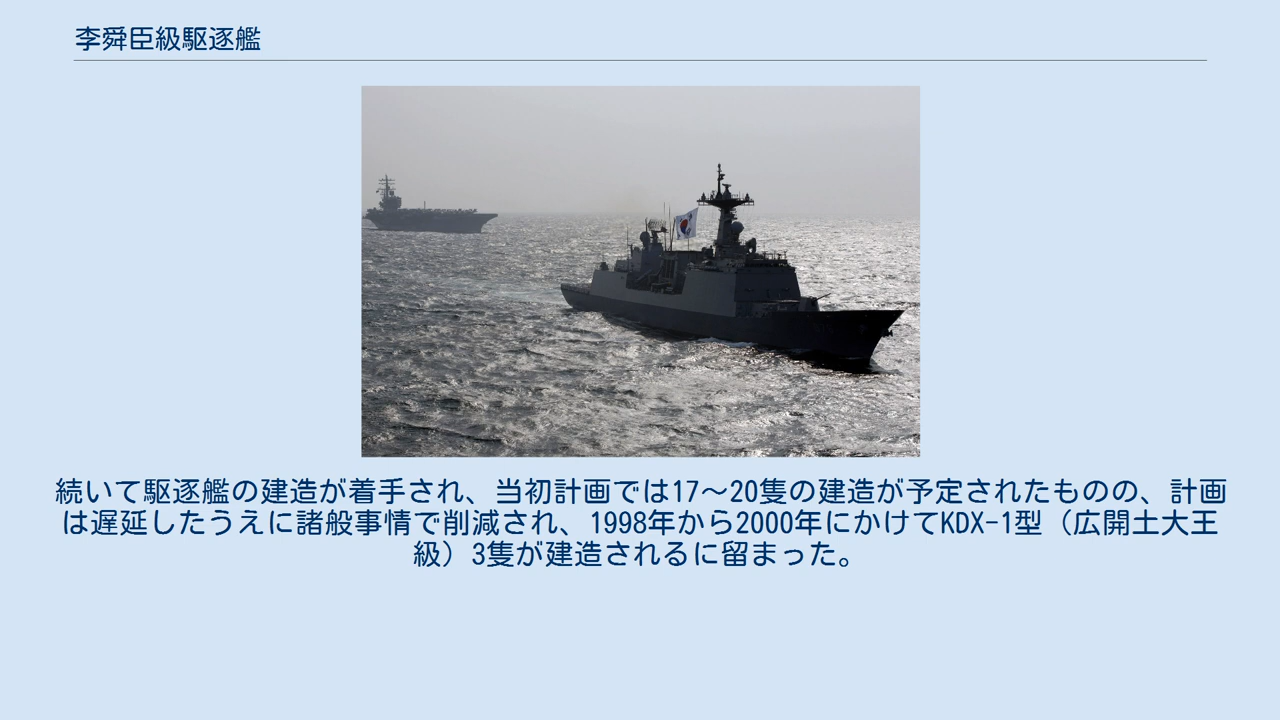 李舜臣級駆逐艦
続いて駆逐艦の建造が着手され、当初計画では17～20隻の建造が予定されたものの、計画
は遅延したうえに諸般事情で削減され、1998年から2000年にかけてKDX-1型（広開土大王
級）3隻が建造されるに留まった。